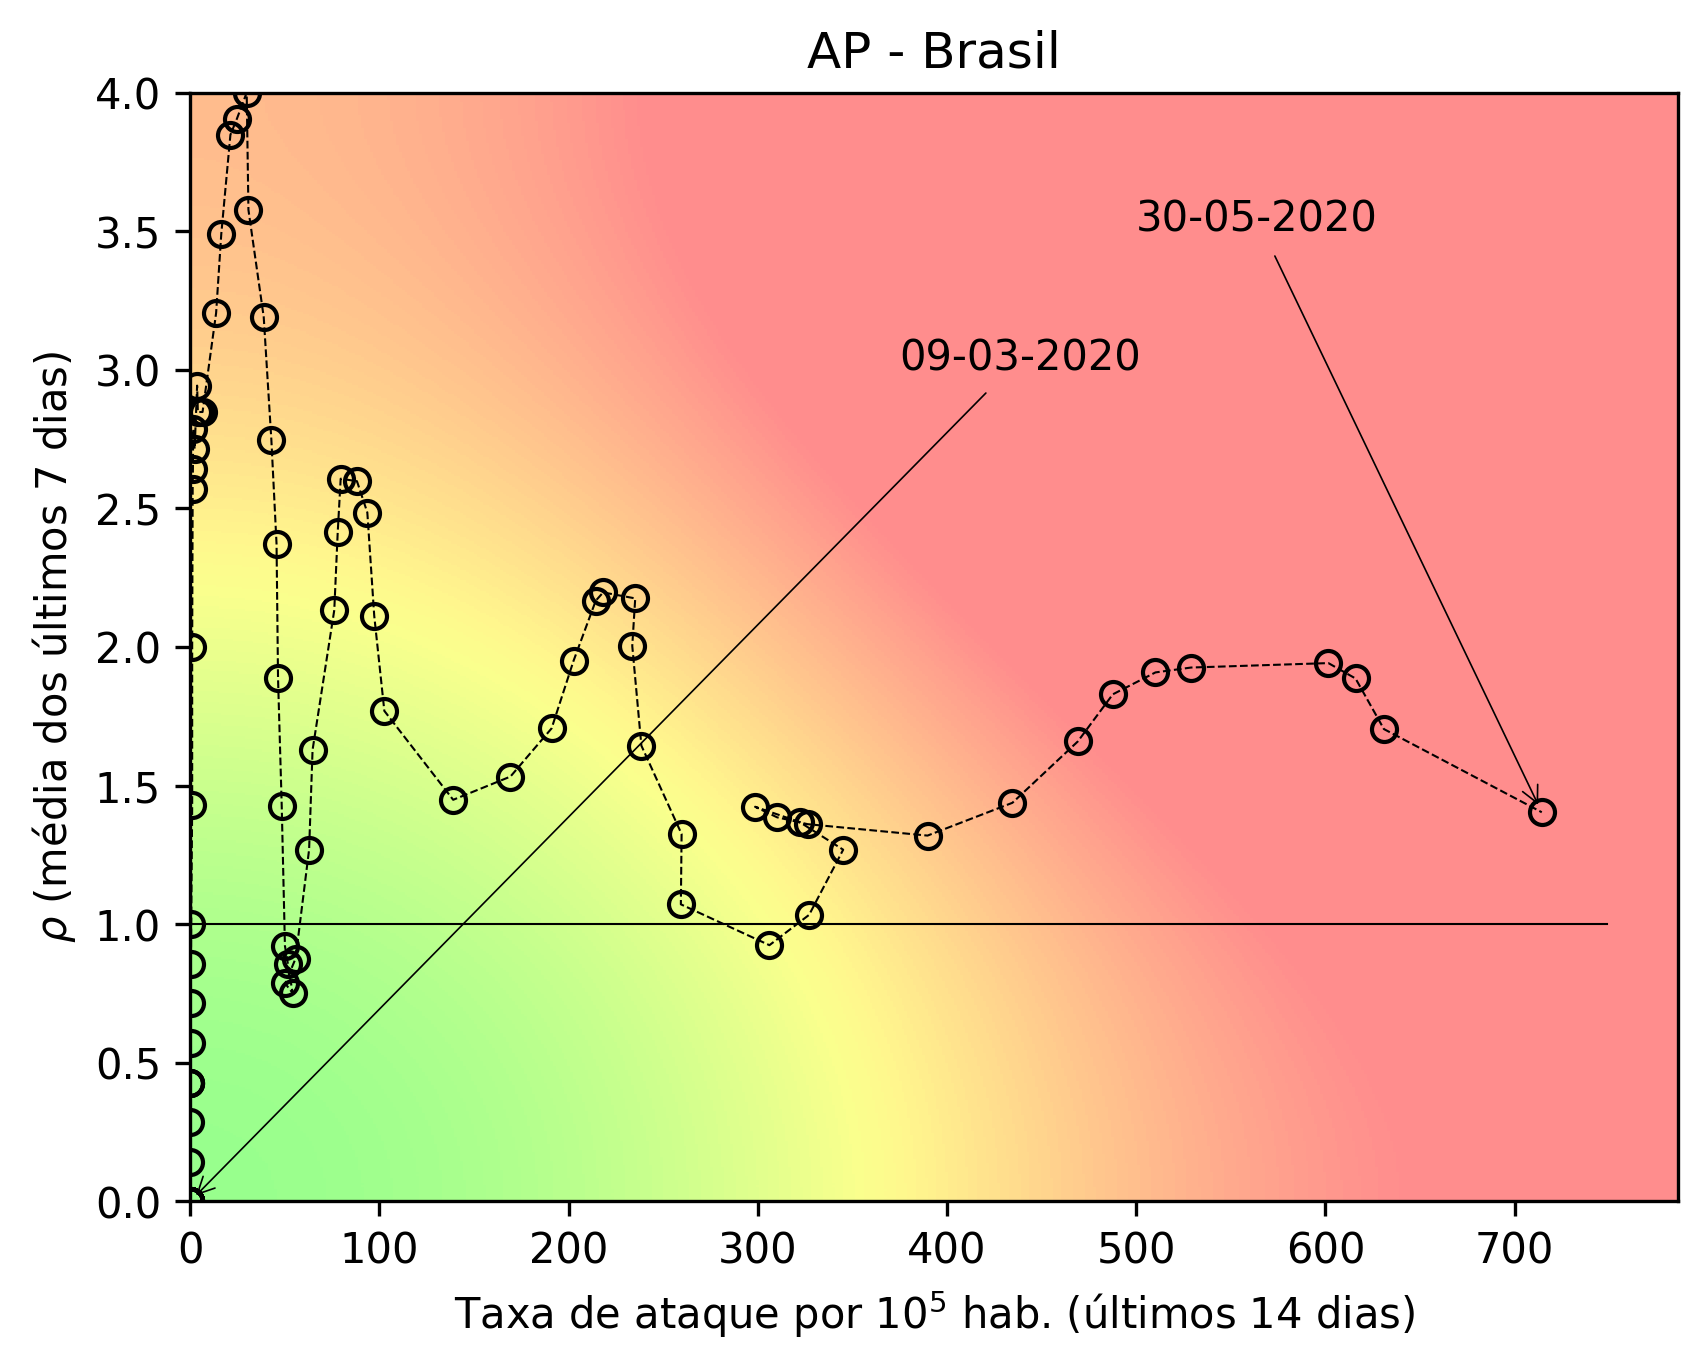 AP - Brasil
4.0
3.5
3.0
2.5
2.0
1.5
1.0
0.5
0.0
ρ (média dos últimos 7 dias)
30-05-2020
09-03-2020
0 100 200 300 400 500 600 700
Taxa de ataque por 10⁵ hab. (últimos 14 dias)